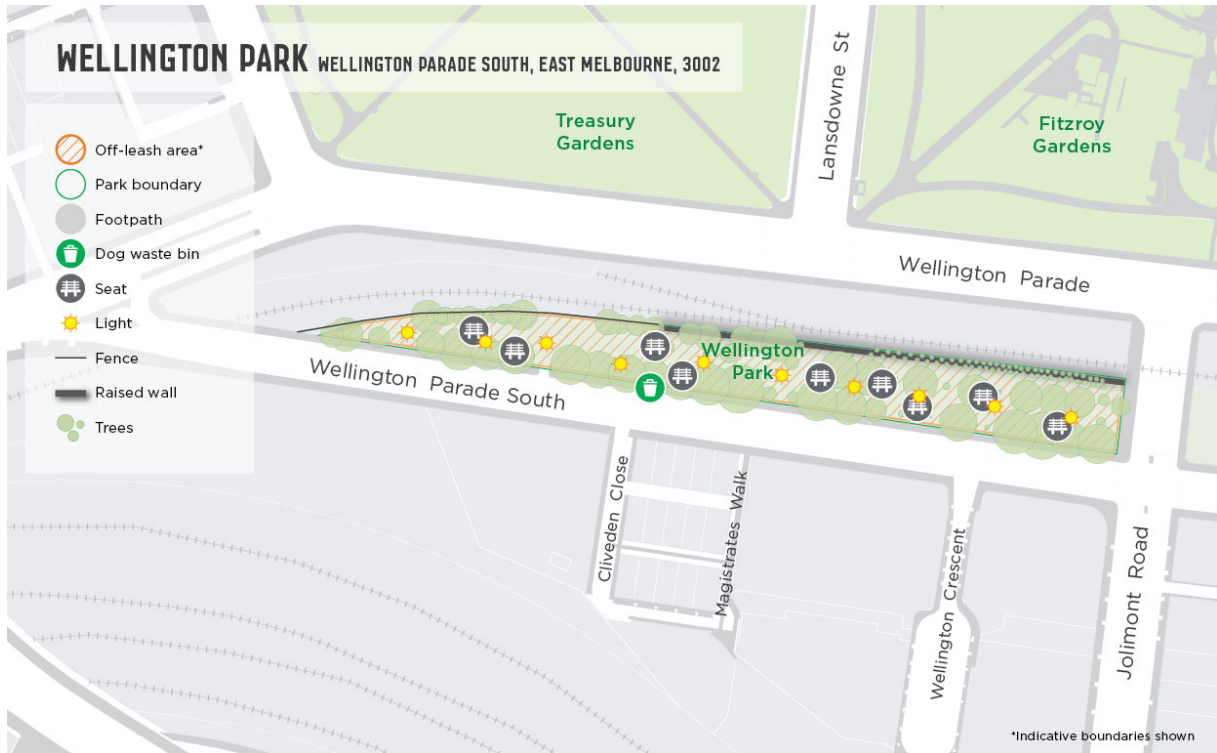 WELLINGTON PARK WELLINGTON PARADE SOUTH, EAST MELBOURNE, 3002
Off-leash area*
Park boundary
Footpath
Dog waste bin
Seat
Light
Fence
Raised wall
Trees
Treasury
Gardens
Lansdowne St
Fitzroy
Gardens
Wellington Parade
Wellington
Park
Wellington Parade South
Cliveden Close
Magistrates Walk
Wellington Crescent
Jolimont Road
*Indicative boundaries shown